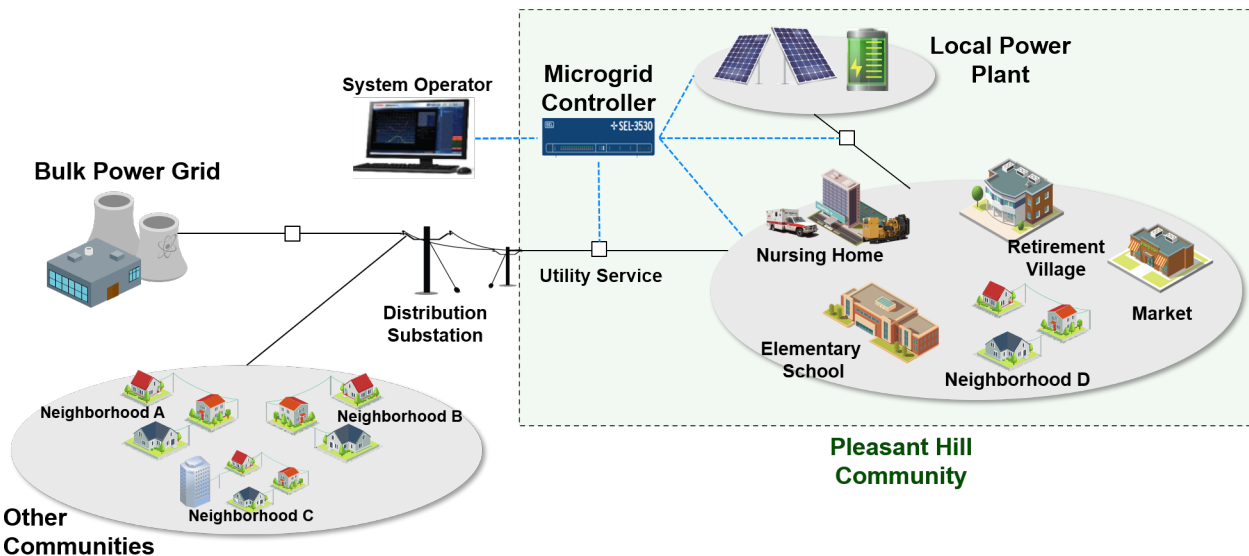 Local Power
Plant
Microgrid
Controller
System Operator
SEL
SEL-3530
Bulk Power Grid
Nursing Home
Retirement
Village
Utility Service
Distribution
Substation
Market
Elementary
School
Neighborhood D
Neighborhood A
Neighborhood B
Neighborhood C
Pleasant Hill
Community
Other
Communities